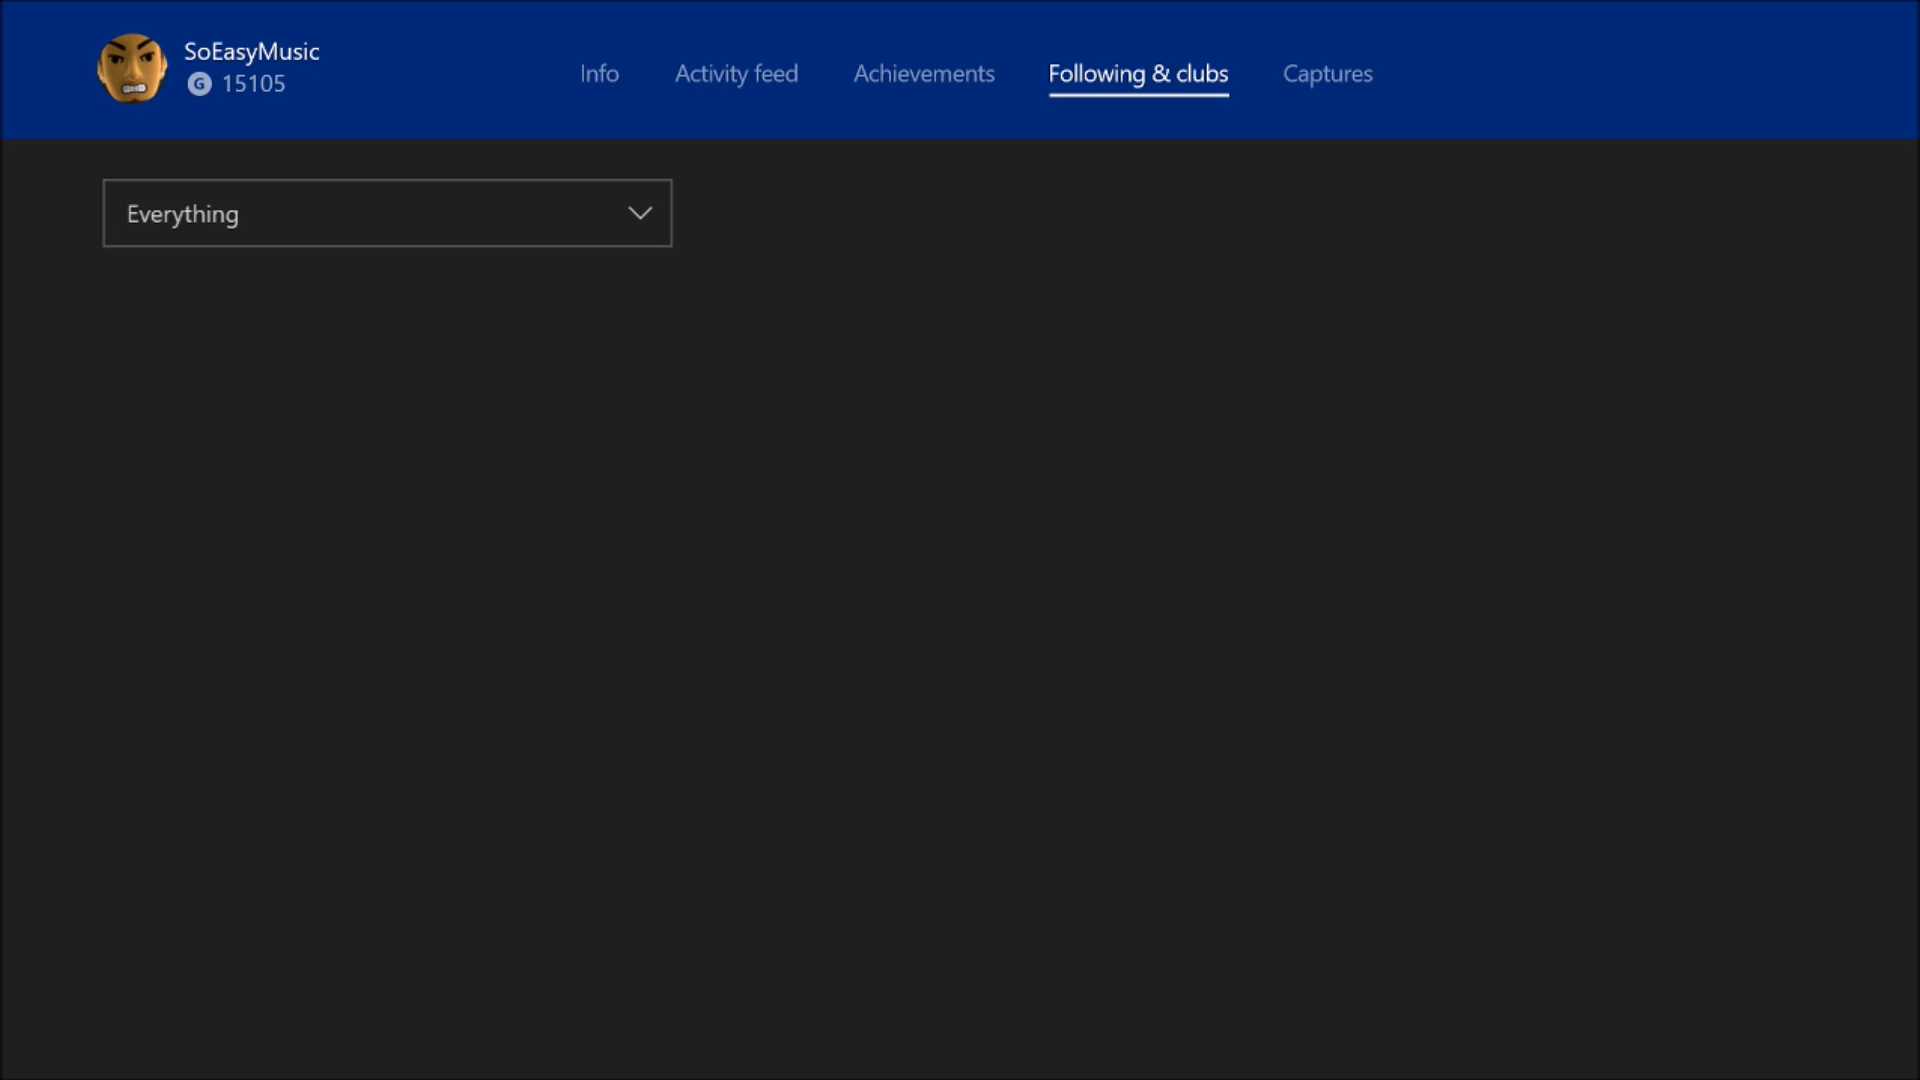 SoEasyMusic
G 15105
Info Activity feed Achievements Following & clubs Captures
Everything